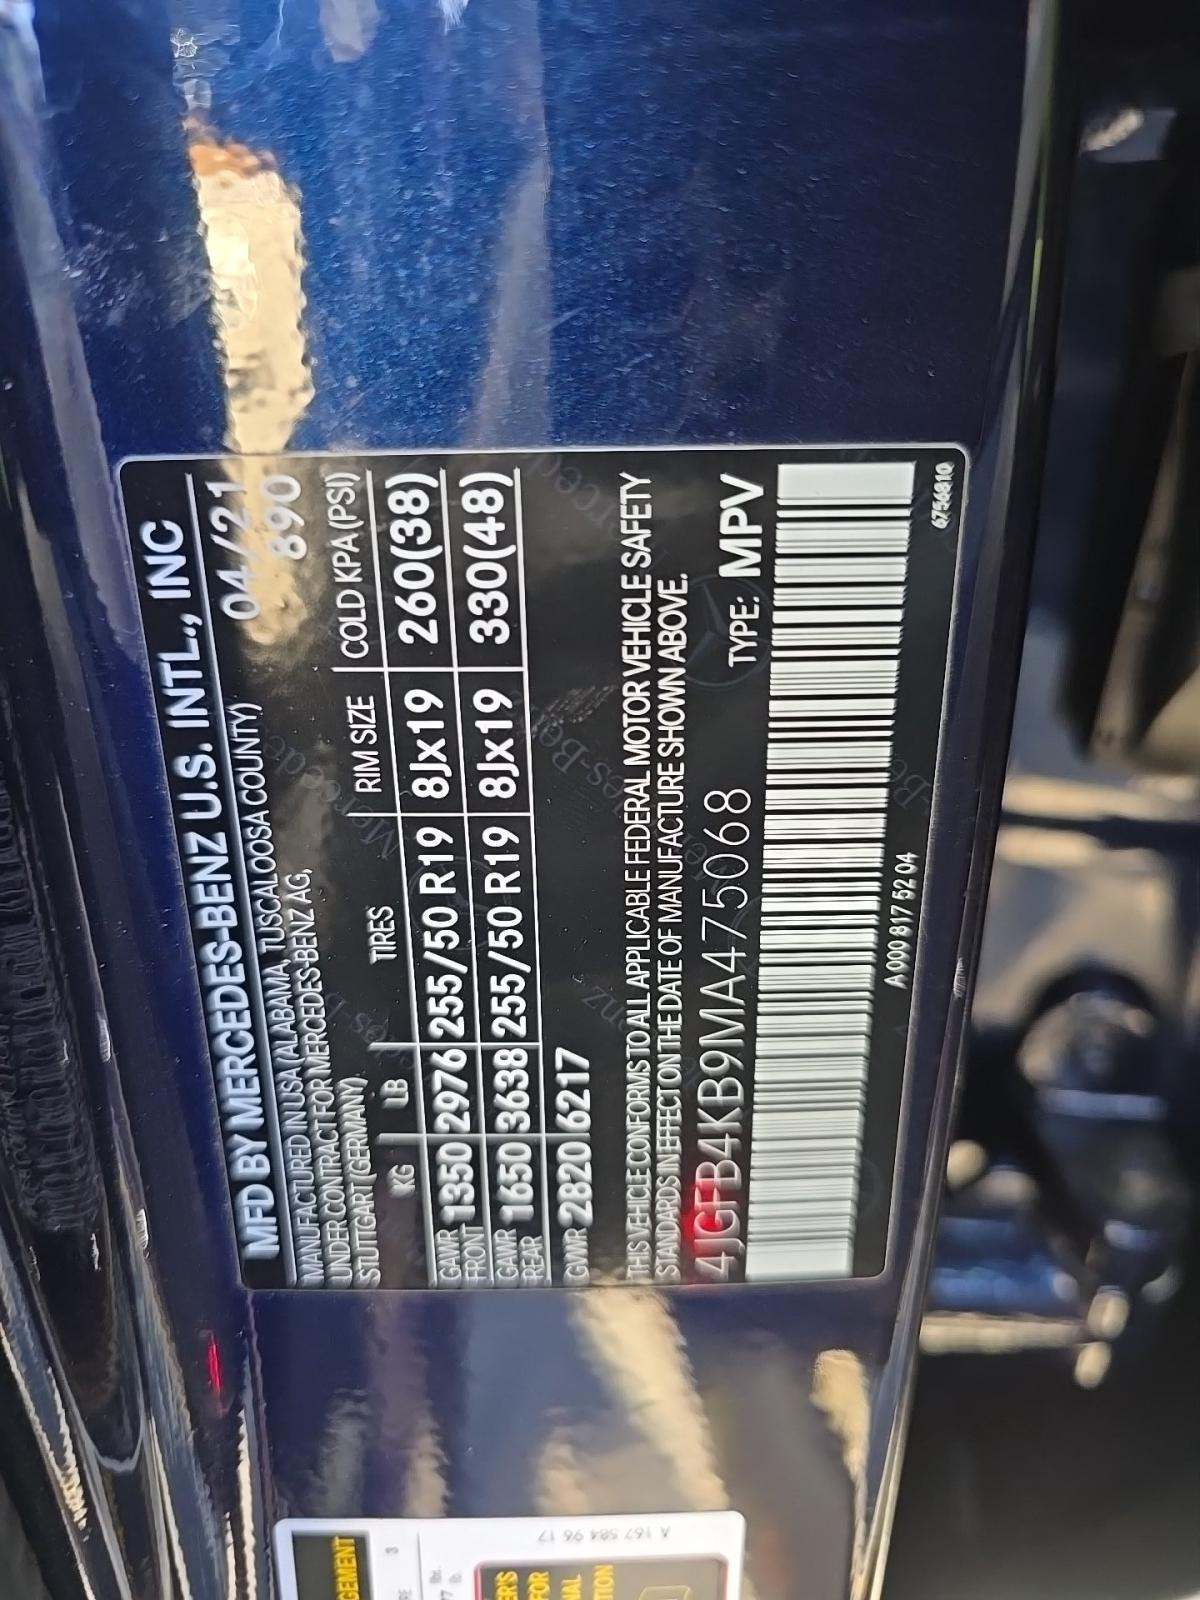 MFD BY MERCEDES-BENZ U.S. INTL., INC
MANUFACTURED IN USA (ALABAMA, TUSCALOOSA COUNTY) 04/21
UNDER CONTRACT FOR MERCEDES-BENZ AG, 890
STUTTGART (GERMANY)
KG LB TIRES RIM SIZE COLD KPA (PSI)
GAWR FRONT 1350 2976 255/50 R19 8Jx19 260(38)
GAWR REAR 1650 3638 255/50 R19 8Jx19 330(48)
GVWR 2820 6217
THIS VEHICLE CONFORMS TO ALL APPLICABLE FEDERAL MOTOR VEHICLE SAFETY
STANDARDS IN EFFECT ON THE DATE OF MANUFACTURE SHOWN ABOVE.
4JGFB4KB9MA475068 TYPE: MPV
A 000 817 52 04
6756810
A 167 584 96 17